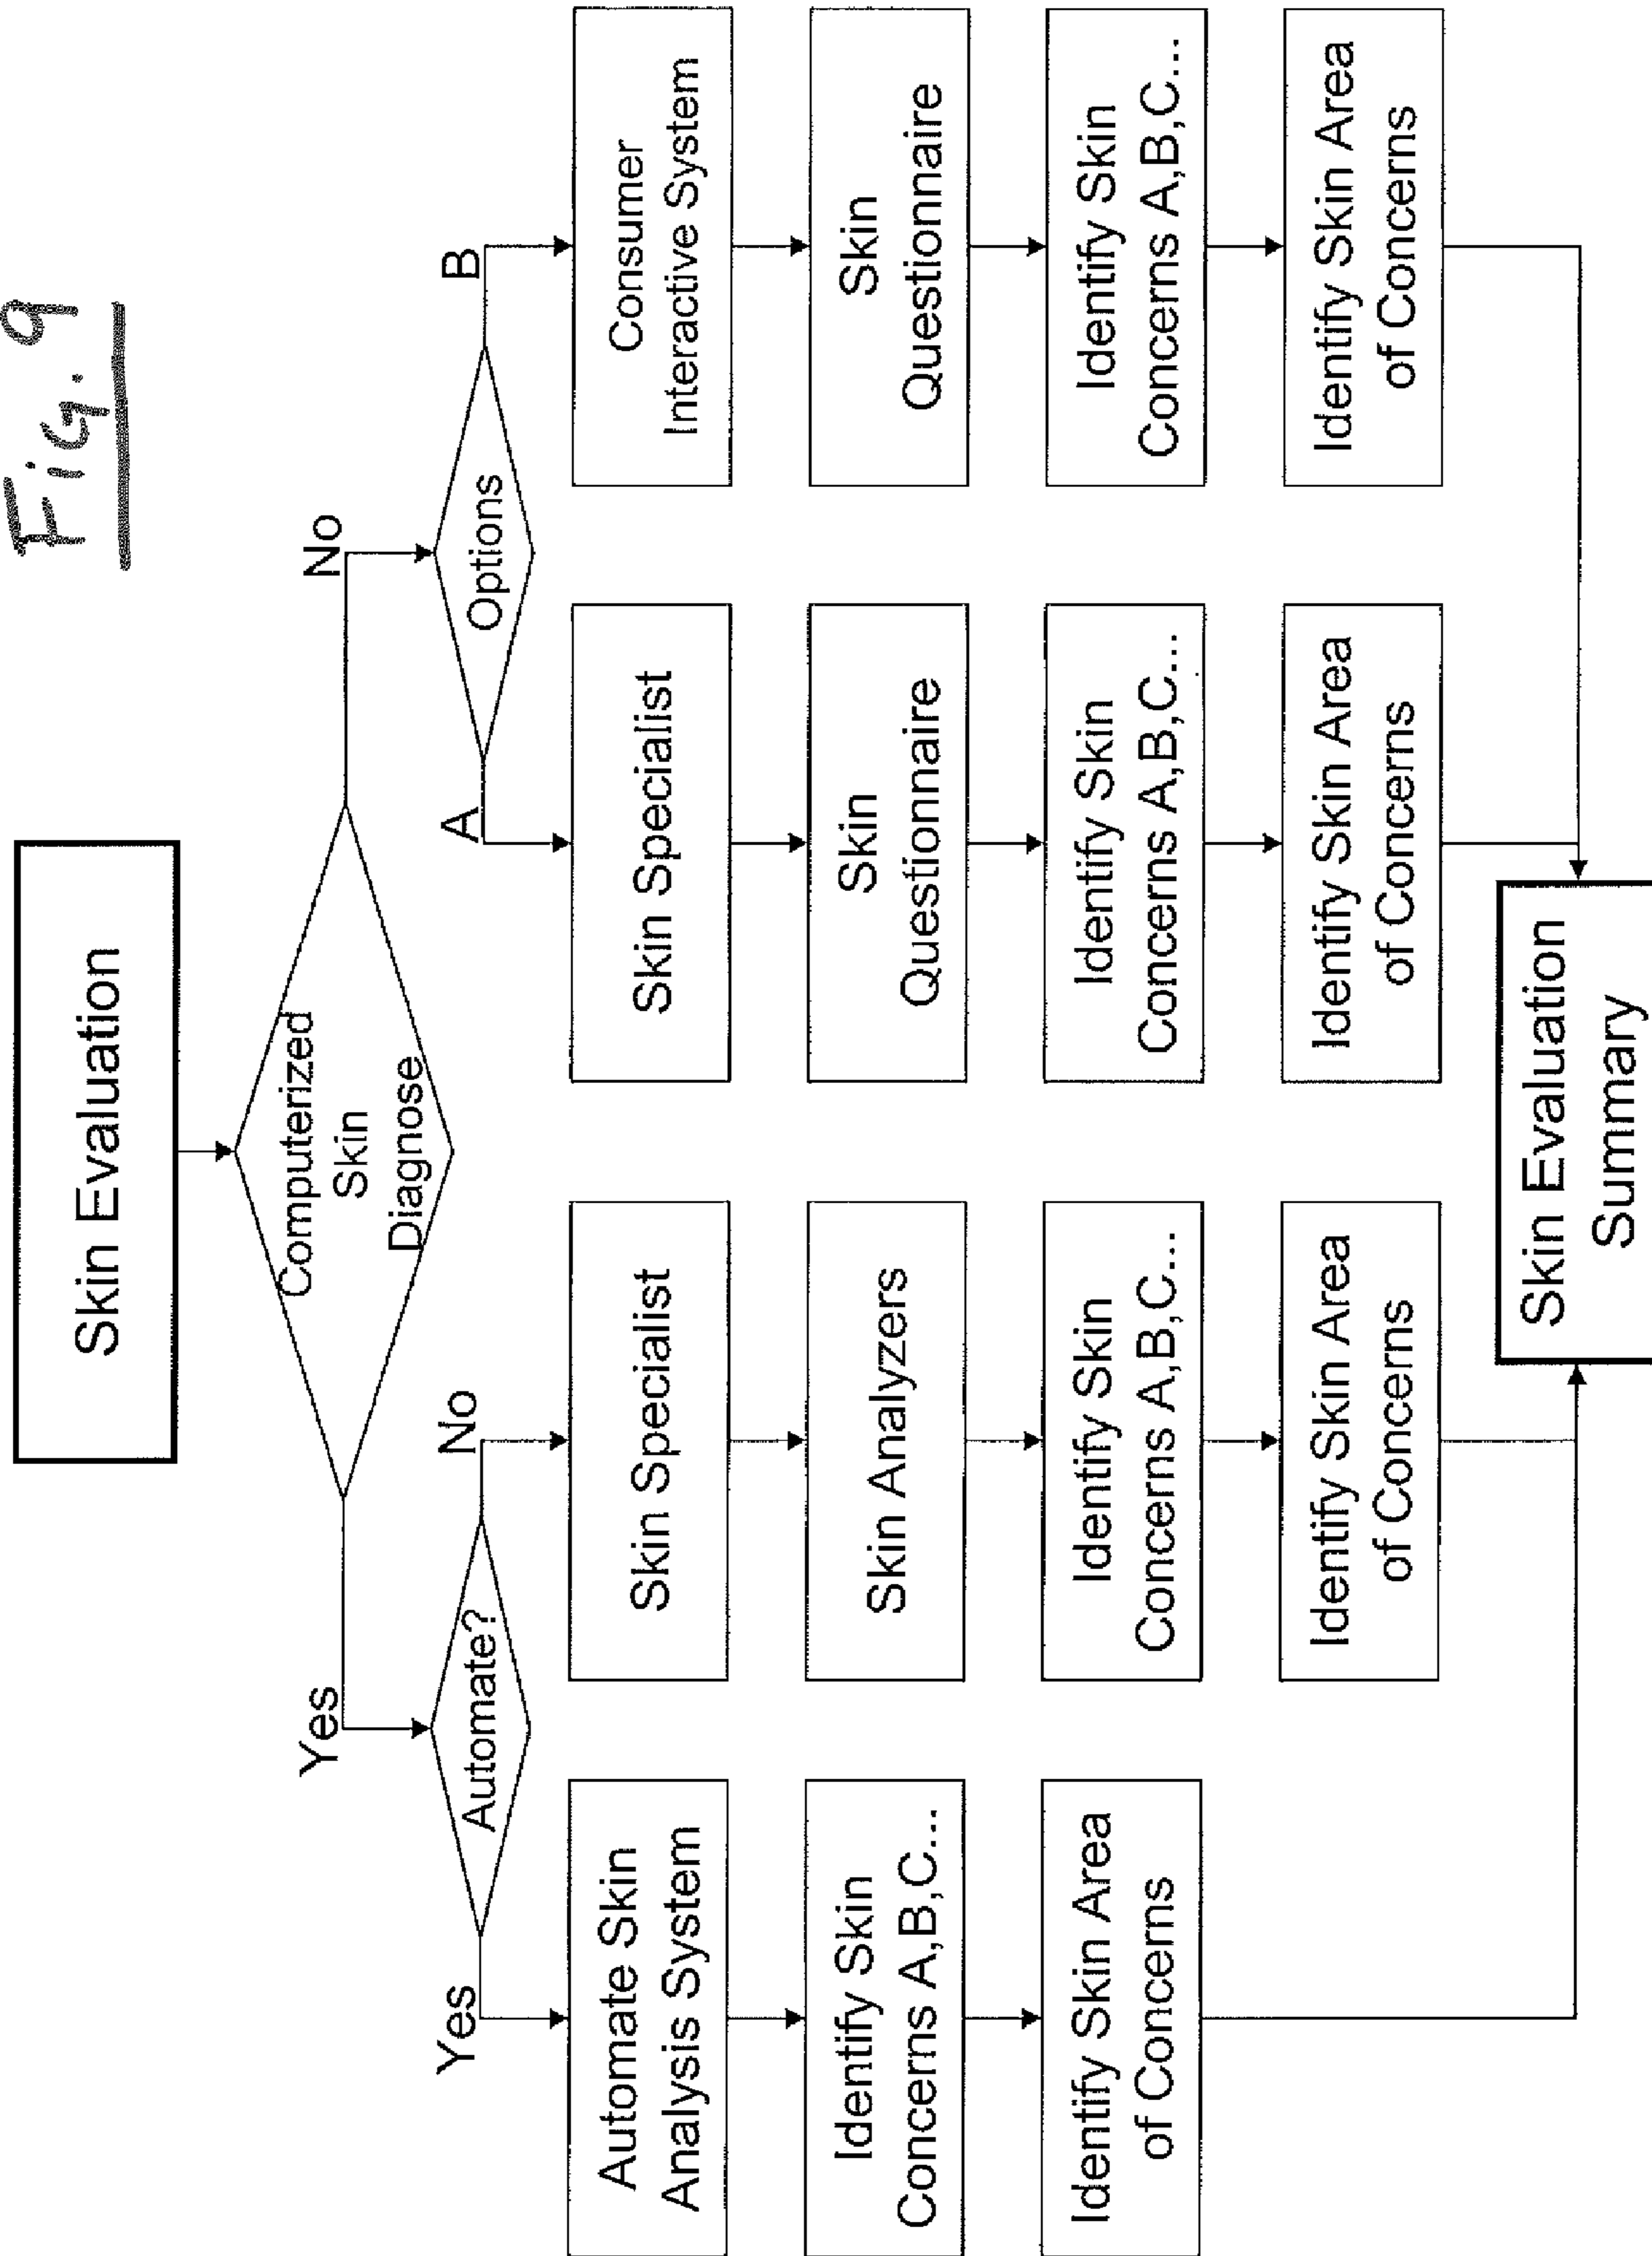 Fig. 9
Skin Evaluation
Computerized
Skin
Diagnose
Yes
No
Automate?
Options
Yes
No
A
B
Automate Skin
Analysis System
Identify Skin
Concerns A,B,C...
Identify Skin Area
of Concerns
Skin Specialist
Skin Analyzers
Identify Skin
Concerns A,B,C...
Identify Skin Area
of Concerns
Skin Specialist
Skin
Questionnaire
Identify Skin
Concerns A,B,C...
Identify Skin Area
of Concerns
Consumer
Interactive System
Skin
Questionnaire
Identify Skin
Concerns A,B,C...
Identify Skin Area
of Concerns
Skin Evaluation
Summary